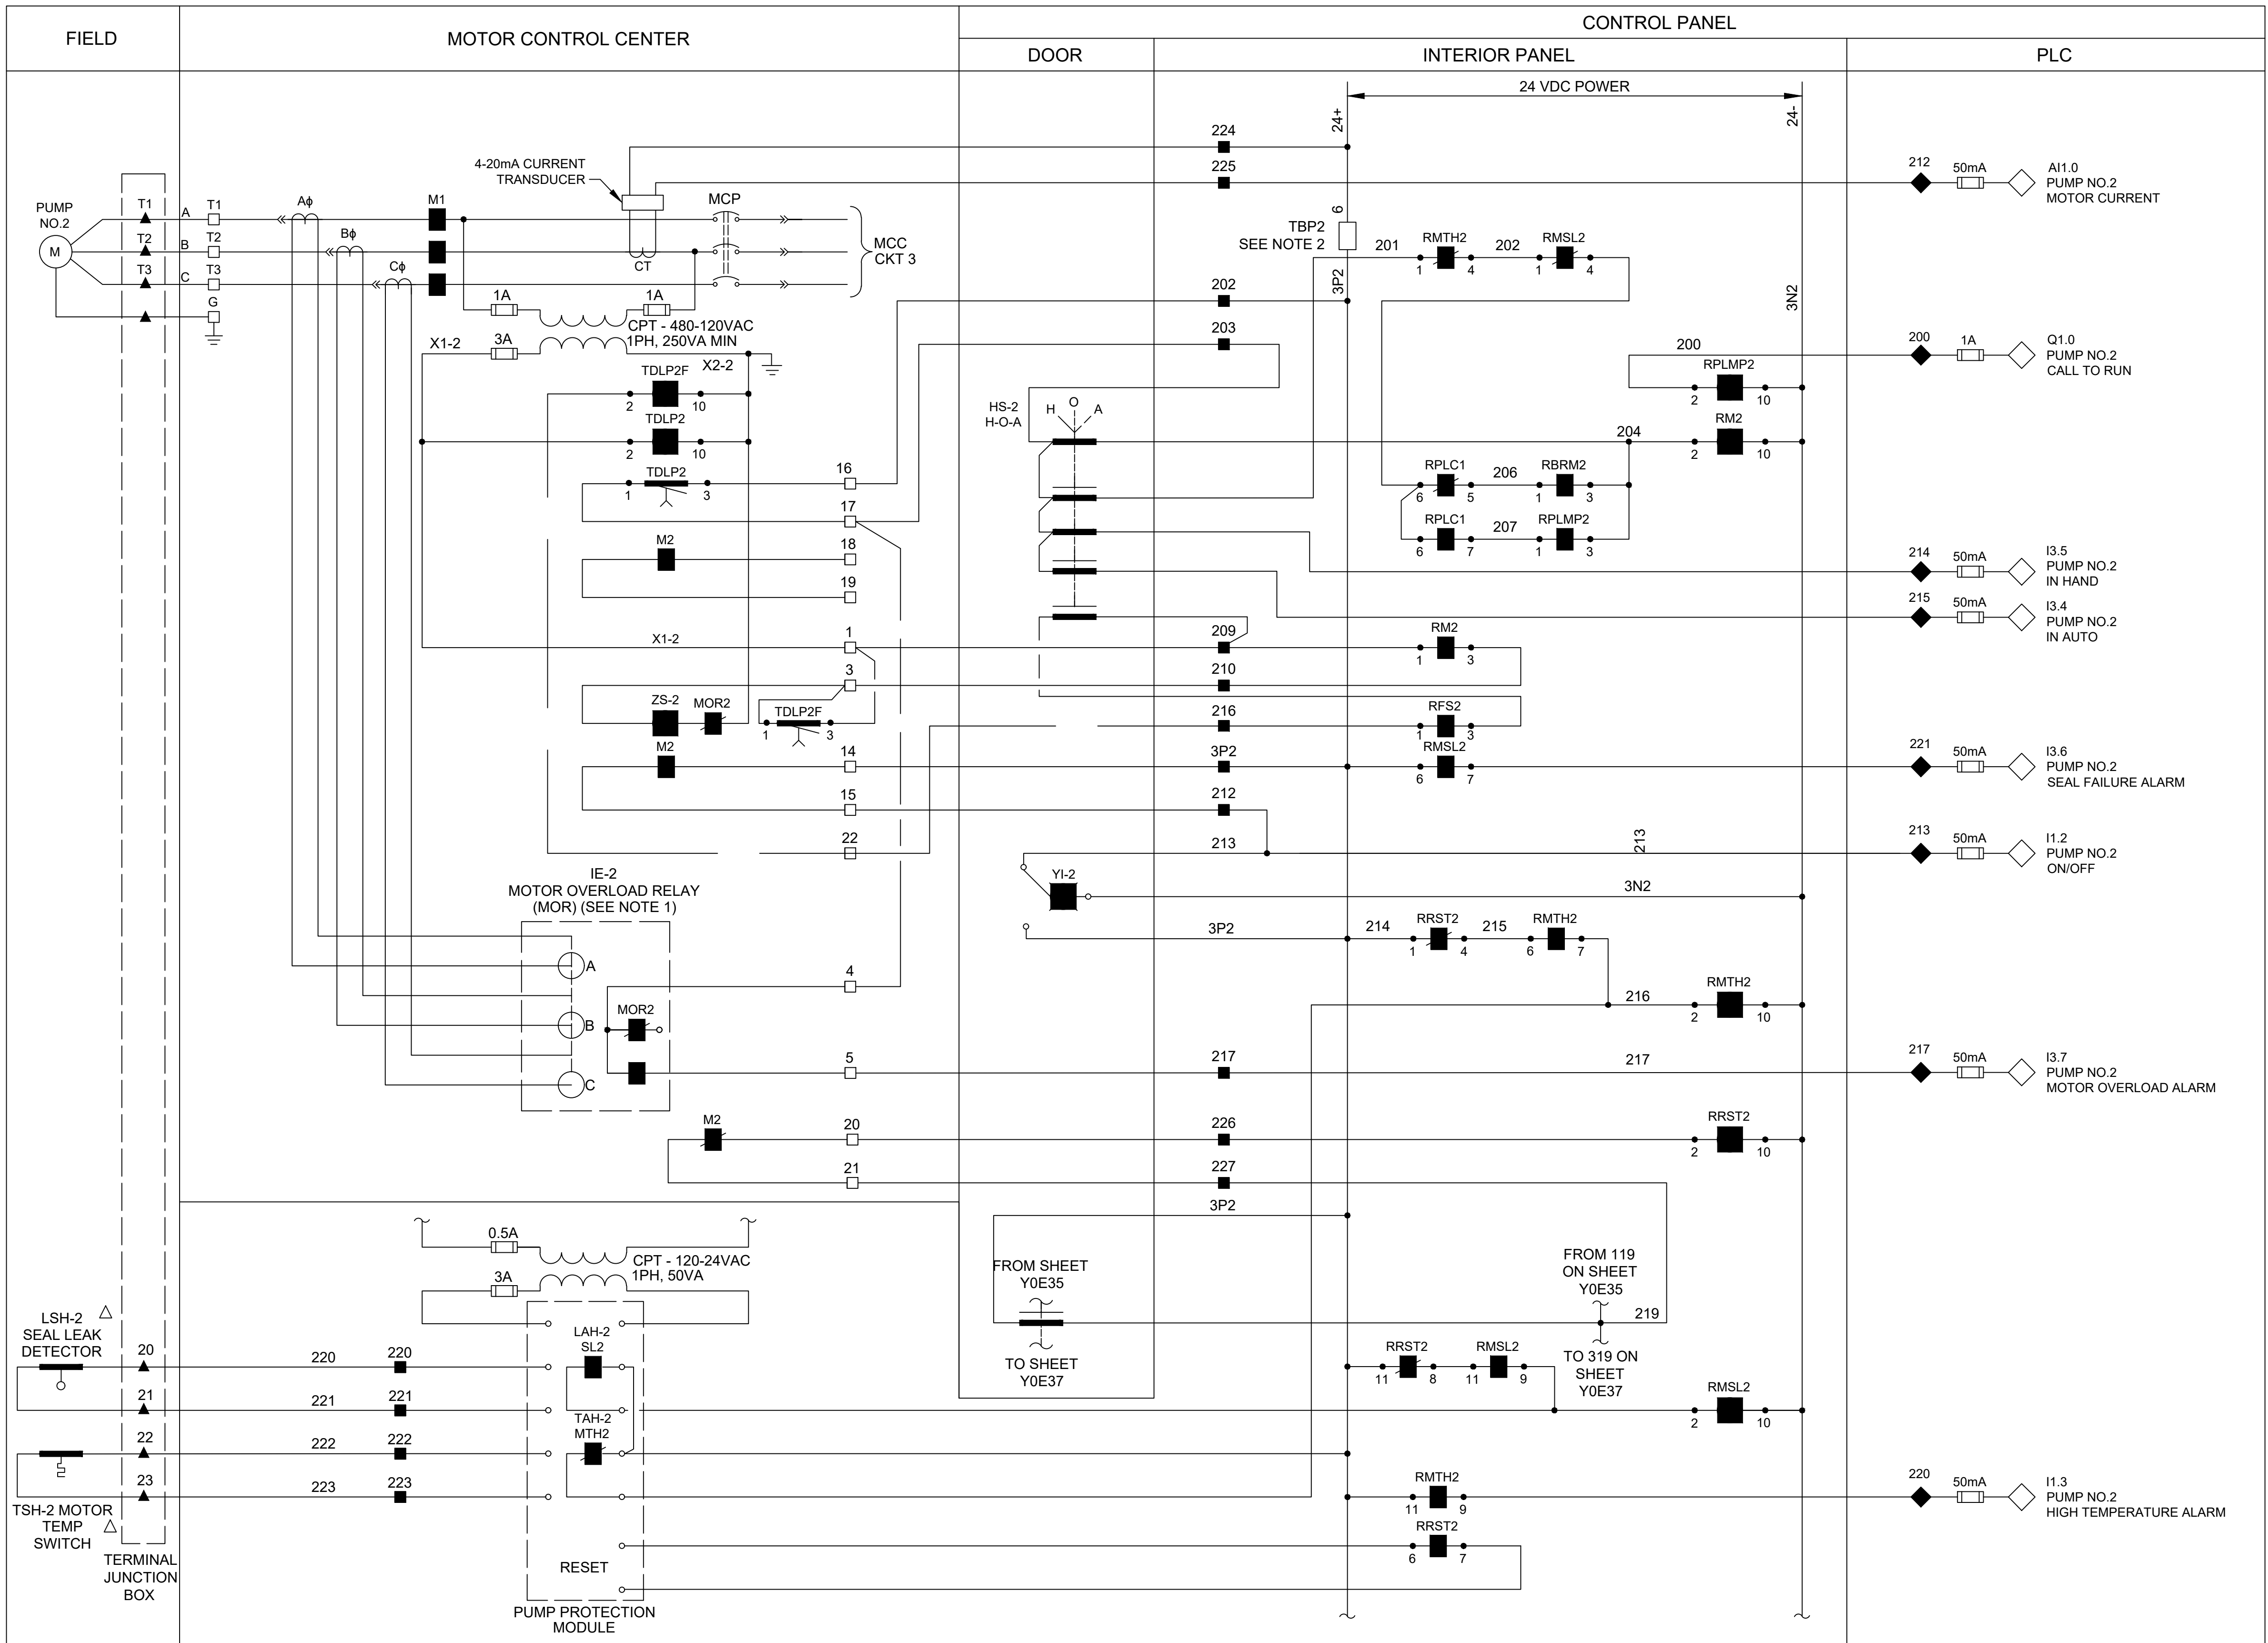 FIELD
MOTOR CONTROL CENTER
CONTROL PANEL
DOOR
INTERIOR PANEL
PLC
24 VDC POWER
24+
24-
224
4-20mA CURRENT
TRANSDUCER
225
212
50mA
AI1.0
PUMP NO.2
MOTOR CURRENT
PUMP
NO.2
M
T1
A
T1
Aϕ
M1
MCP
T2
B
T2
Bϕ
T3
C
T3
Cϕ
CT
MCC
CKT 3
G
6
TBP2
SEE NOTE 2
3P2
3N2
201
RMTH2
1
4
202
RMSL2
1
4
1A
1A
CPT - 480-120VAC
1PH, 250VA MIN
202
203
X1-2
3A
X2-2
200
200
1A
Q1.0
PUMP NO.2
CALL TO RUN
TDLP2F
2
10
RPLMP2
2
10
HS-2
H-O-A
H
O
A
TDLP2
2
10
204
RM2
2
10
TDLP2
1
3
16
RPLC1
6
5
206
RBRM2
1
3
17
RPLC1
6
7
207
RPLMP2
1
3
M2
18
19
214
50mA
I3.5
PUMP NO.2
IN HAND
215
50mA
I3.4
PUMP NO.2
IN AUTO
X1-2
1
209
RM2
1
3
3
210
ZS-2
MOR2
TDLP2F
1
3
216
RFS2
1
3
M2
14
3P2
RMSL2
6
7
221
50mA
I3.6
PUMP NO.2
SEAL FAILURE ALARM
15
212
22
213
213
213
50mA
I1.2
PUMP NO.2
ON/OFF
YI-2
3N2
IE-2
MOTOR OVERLOAD RELAY
(MOR) (SEE NOTE 1)
3P2
214
RRST2
1
4
215
RMTH2
6
7
A
4
MOR2
B
216
RMTH2
2
10
C
5
217
217
217
50mA
I3.7
PUMP NO.2
MOTOR OVERLOAD ALARM
M2
20
226
RRST2
2
10
21
227
3P2
0.5A
CPT - 120-24VAC
1PH, 50VA
3A
FROM SHEET
Y0E35
FROM 119
ON SHEET
Y0E35
219
TO SHEET
Y0E37
TO 319 ON
SHEET
Y0E37
LSH-2
SEAL LEAK
DETECTOR
20
220
220
LAH-2
SL2
RRST2
11
8
RMSL2
11
9
21
221
221
RMSL2
2
10
TAH-2
MTH2
22
222
222
23
223
223
RMTH2
11
9
220
50mA
I1.3
PUMP NO.2
HIGH TEMPERATURE ALARM
TSH-2 MOTOR
TEMP
SWITCH
RRST2
6
7
RESET
TERMINAL
JUNCTION
BOX
PUMP PROTECTION
MODULE